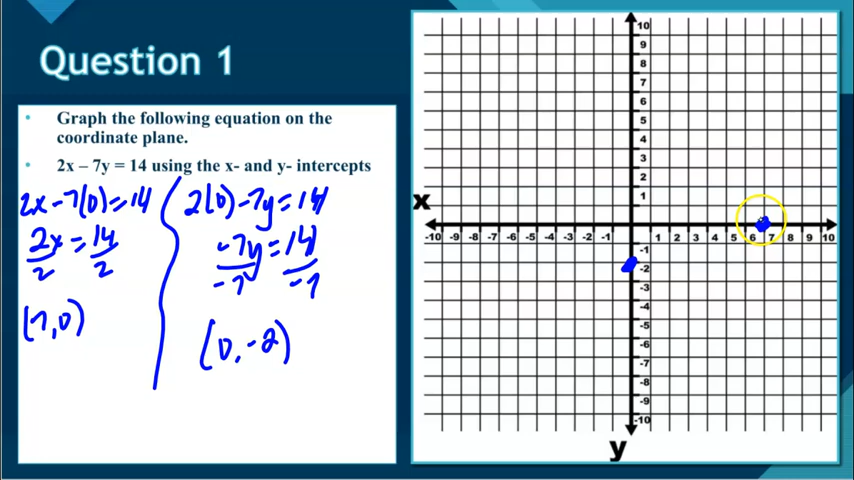 Question 1
• Graph the following equation on the
coordinate plane.
• 2x – 7y = 14 using the x- and y- intercepts
2x-7(0)=14
2x=14
2 2
(7,0)
2(0)-7y=14
-7y=14
-7 -7
(0,-2)
10
9
8
7
6
5
4
3
2
1
x
-10 -9 -8 -7 -6 -5 -4 -3 -2 -1 1 2 3 4 5 6 7 8 9 10
-1
-2
-3
-4
-5
-6
-7
-8
-9
-10
y